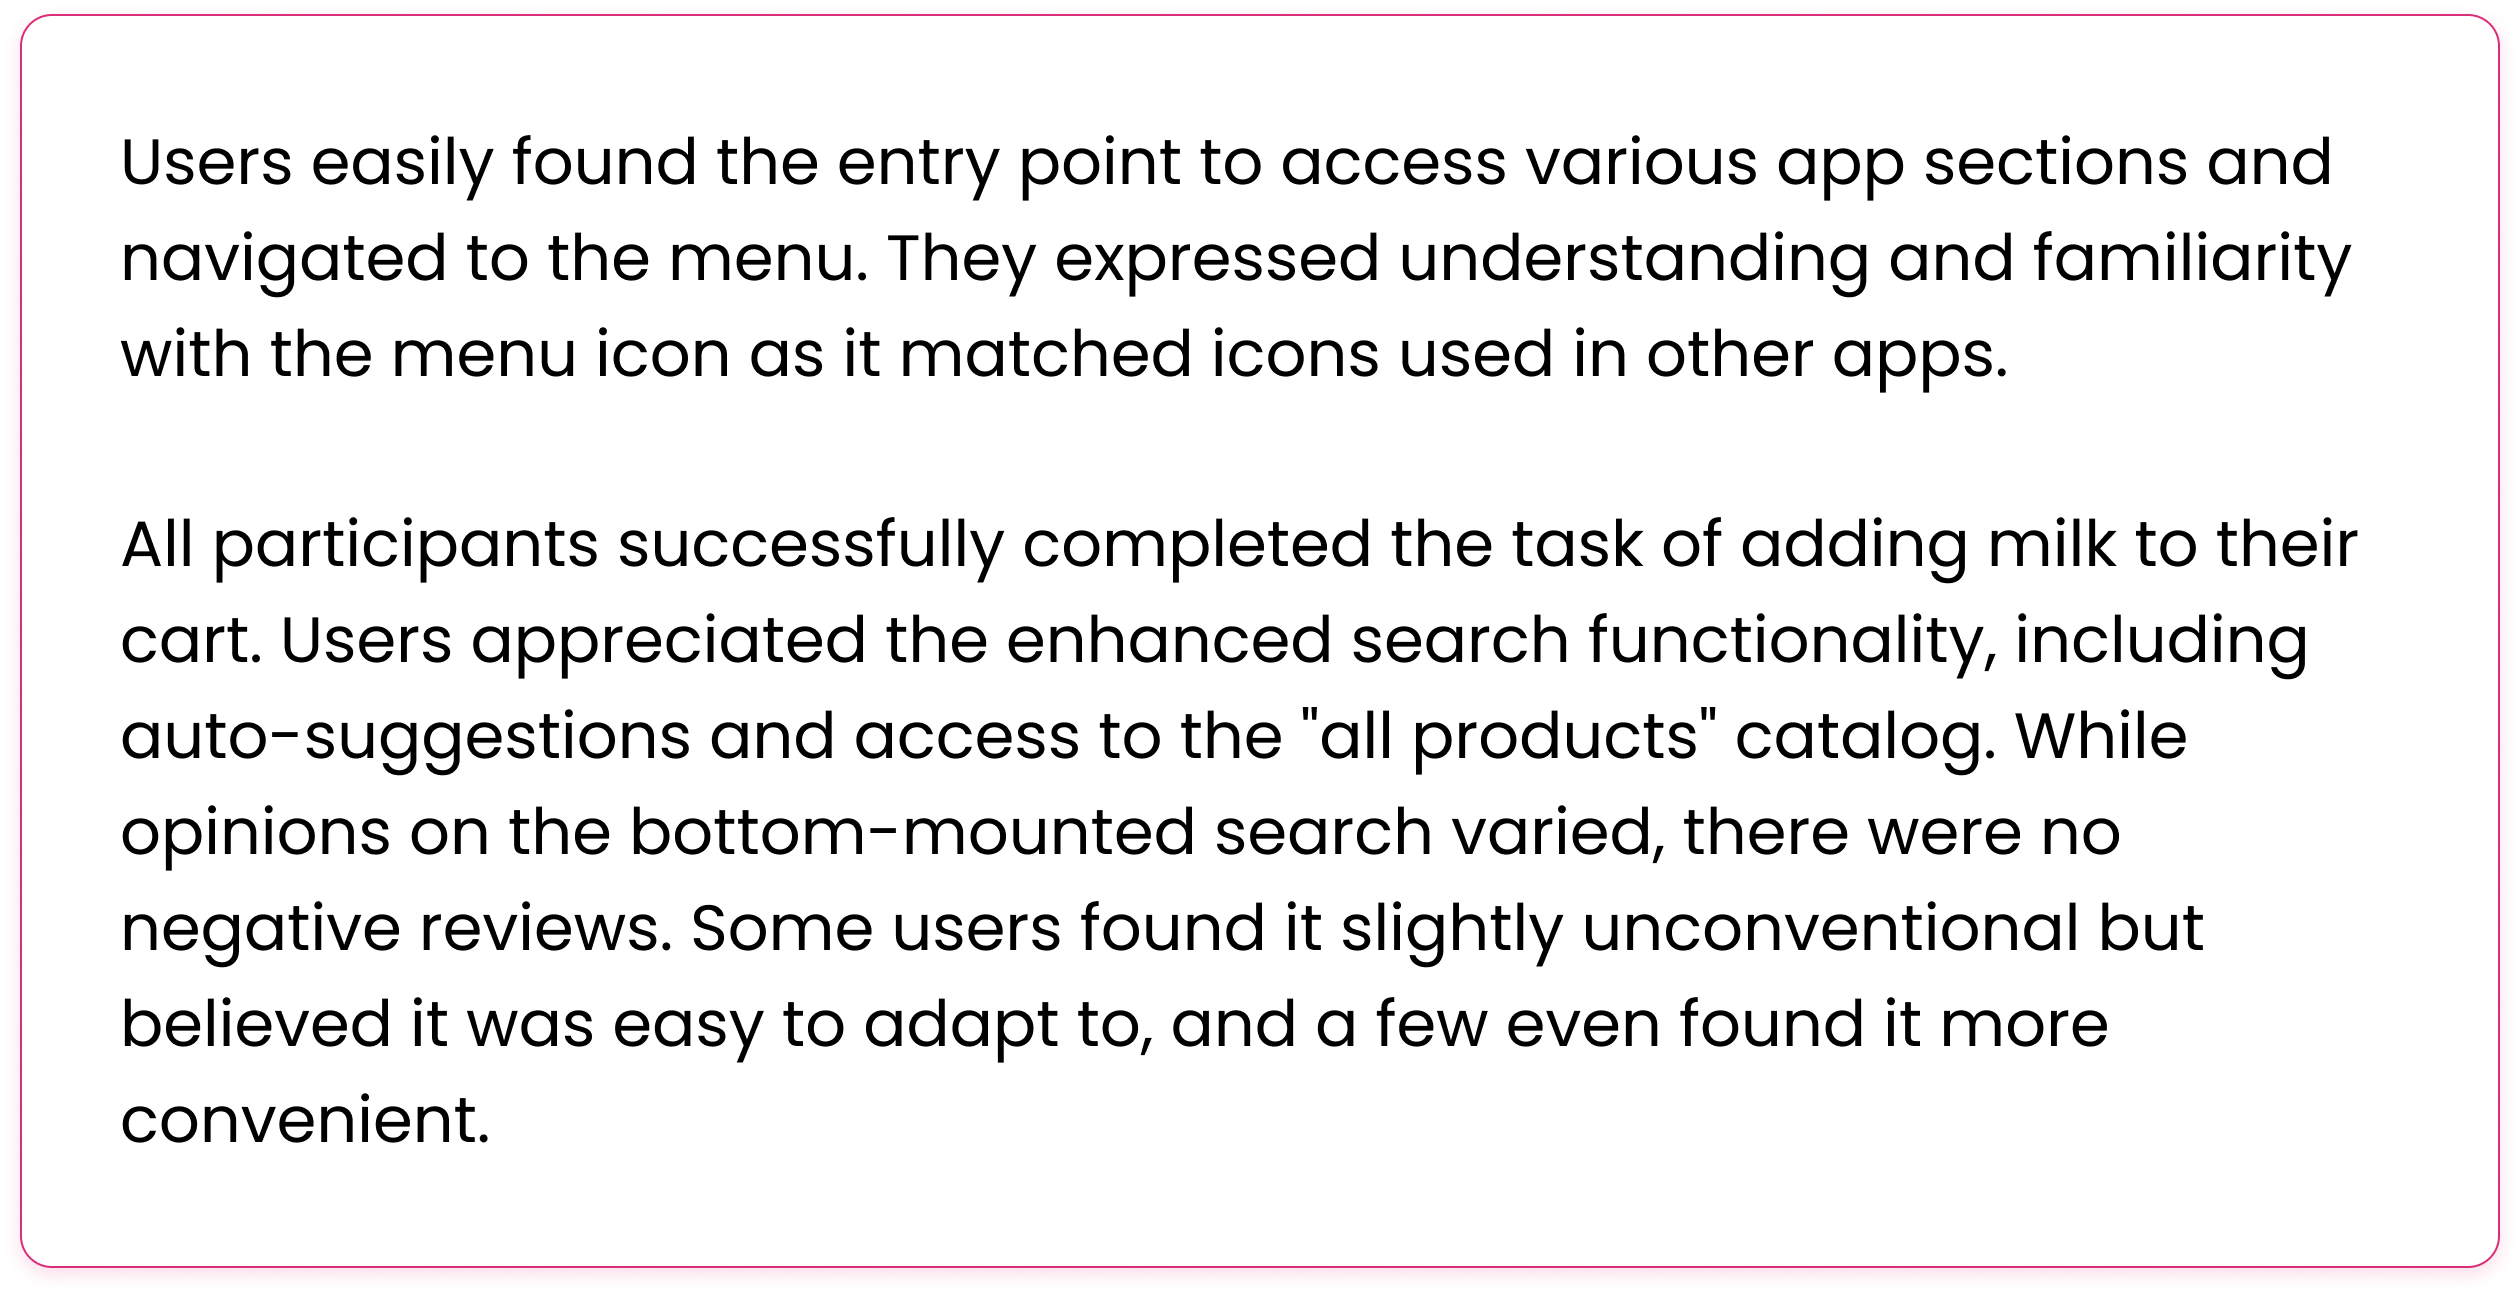 Users easily found the entry point to access various app sections and
navigated to the menu. They expressed understanding and familiarity
with the menu icon as it matched icons used in other apps.
All participants successfully completed the task of adding milk to their
cart. Users appreciated the enhanced search functionality, including
auto-suggestions and access to the "all products" catalog. While
opinions on the bottom-mounted search varied, there were no
negative reviews. Some users found it slightly unconventional but
believed it was easy to adapt to, and a few even found it more
convenient.